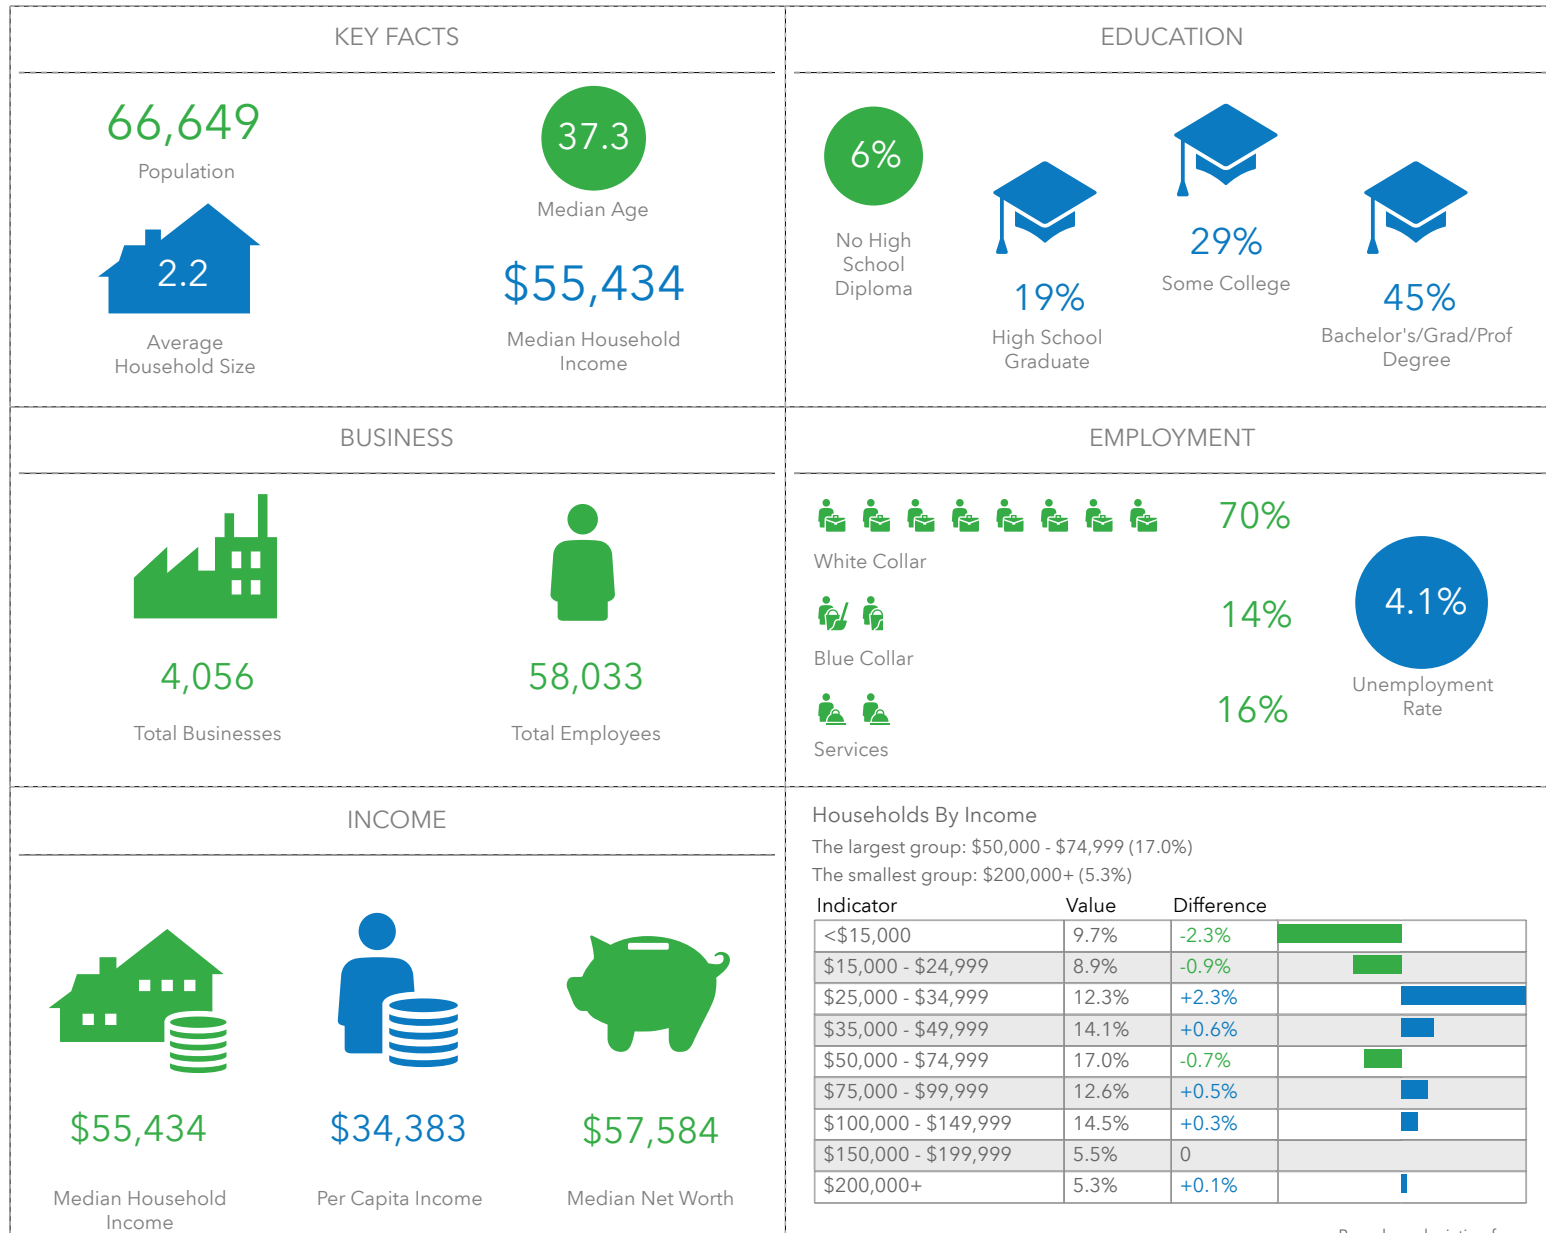 KEY FACTS
66,649
Population
37.3
Median Age
2.2
Average
Household Size
$55,434
Median Household
Income
EDUCATION
6%
No High
School
Diploma
19%
High School
Graduate
29%
Some College
45%
Bachelor's/Grad/Prof
Degree
BUSINESS
4,056
Total Businesses
58,033
Total Employees
EMPLOYMENT
70%
White Collar
14%
Blue Collar
16%
Services
4.1%
Unemployment
Rate
INCOME
$55,434
Median Household
Income
$34,383
Per Capita Income
$57,584
Median Net Worth
Households By Income
The largest group: $50,000 - $74,999 (17.0%)
The smallest group: $200,000+ (5.3%)
Indicator Value Difference
<$15,000 9.7% -2.3%
$15,000 - $24,999 8.9% -0.9%
$25,000 - $34,999 12.3% +2.3%
$35,000 - $49,999 14.1% +0.6%
$50,000 - $74,999 17.0% -0.7%
$75,000 - $99,999 12.6% +0.5%
$100,000 - $149,999 14.5% +0.3%
$150,000 - $199,999 5.5% 0
$200,000+ 5.3% +0.1%